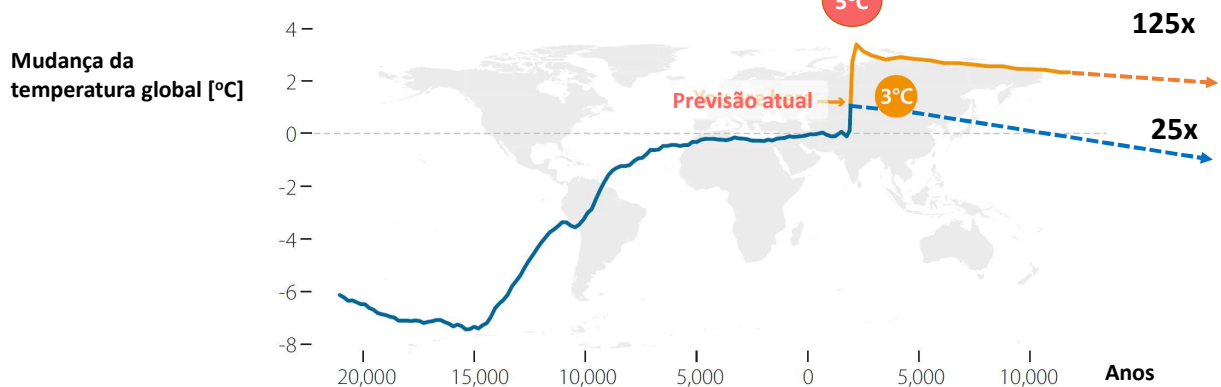 5°C
125x
4
Mudança da
temperatura global [ºC]
2
Previsão atual
3°C
0
25x
-2
-4
-6
-8
20,000 15,000 10,000 5,000 0 5,000 10,000 Anos